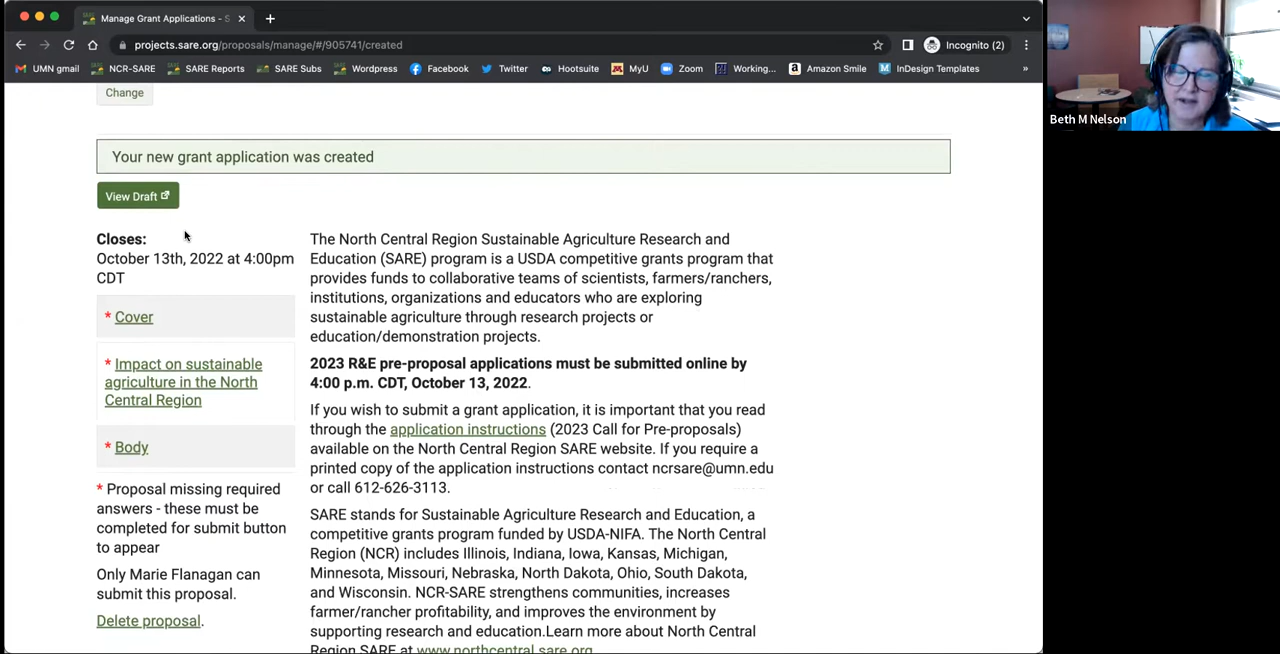 Manage Grant Applications - S
projects.sare.org/proposals/manage/#/905741/created
Incognito (2)
UMN gmail
NCR-SARE
SARE Reports
SARE Subs
Wordpress
Facebook
Twitter
Hootsuite
MyU
Zoom
Working...
Amazon Smile
InDesign Templates
»
Beth M Nelson
Change
Your new grant application was created
View Draft
Closes:
October 13th, 2022 at 4:00pm
CDT
* Cover
* Impact on sustainable
agriculture in the North
Central Region
* Body
* Proposal missing required
answers - these must be
completed for submit button
to appear
Only Marie Flanagan can
submit this proposal.
Delete proposal.
The North Central Region Sustainable Agriculture Research and
Education (SARE) program is a USDA competitive grants program that
provides funds to collaborative teams of scientists, farmers/ranchers,
institutions, organizations and educators who are exploring
sustainable agriculture through research projects or
education/demonstration projects.
2023 R&E pre-proposal applications must be submitted online by
4:00 p.m. CDT, October 13, 2022.
If you wish to submit a grant application, it is important that you read
through the application instructions (2023 Call for Pre-proposals)
available on the North Central Region SARE website. If you require a
printed copy of the application instructions contact ncrsare@umn.edu
or call 612-626-3113.
SARE stands for Sustainable Agriculture Research and Education, a
competitive grants program funded by USDA-NIFA. The North Central
Region (NCR) includes Illinois, Indiana, Iowa, Kansas, Michigan,
Minnesota, Missouri, Nebraska, North Dakota, Ohio, South Dakota,
and Wisconsin. NCR-SARE strengthens communities, increases
farmer/rancher profitability, and improves the environment by
supporting research and education.Learn more about North Central
Region SARE at www.northcentral.sare.org